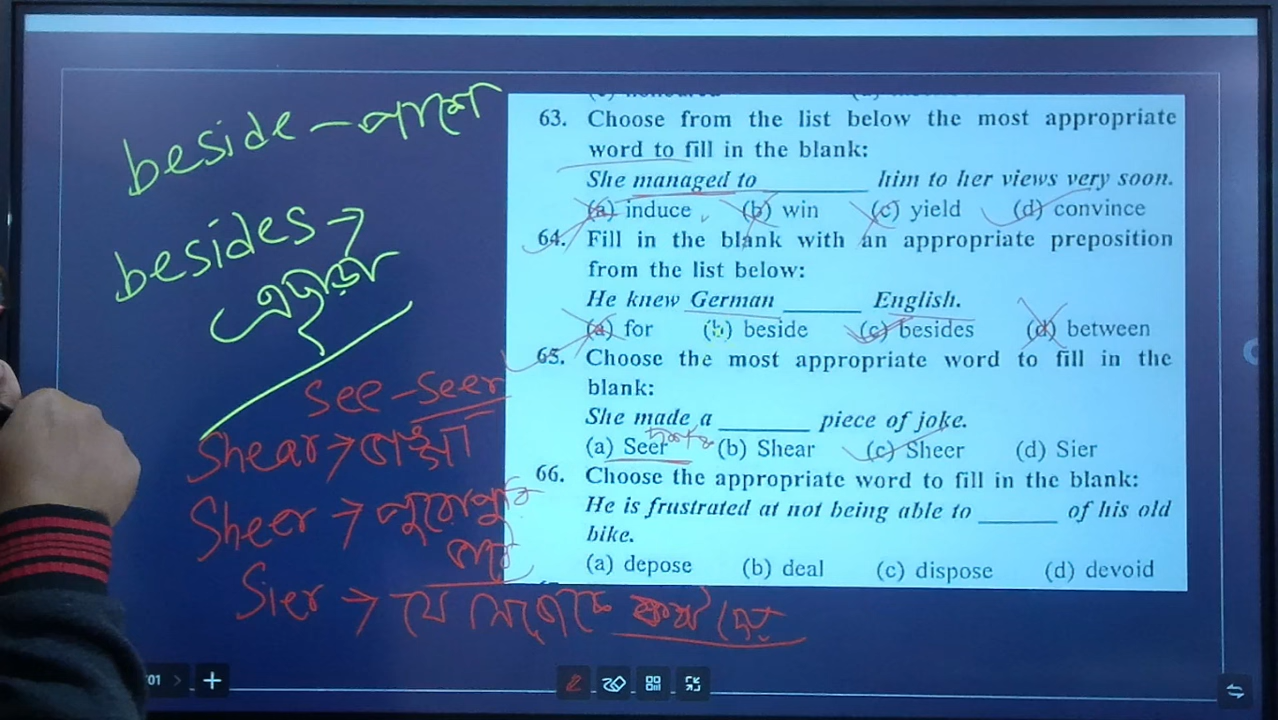 beside – পাশে
besides →
এছাড়া
see – Seer
Shear →
Sheer → পুরোপুরি
Sier → যে নিজেকে কষ্ট দেয়
63. Choose from the list below the most appropriate
word to fill in the blank:
She managed to ________ him to her views very soon.
(a) induce (b) win (c) yield (d) convince
64. Fill in the blank with an appropriate preposition
from the list below:
He knew German ______ English.
(a) for (b) beside (c) besides (d) between
65. Choose the most appropriate word to fill in the
blank:
She made a _______ piece of joke.
(a) Seer (b) Shear (c) Sheer (d) Sier
66. Choose the appropriate word to fill in the blank:
He is frustrated at not being able to ______ of his old
bike.
(a) depose (b) deal (c) dispose (d) devoid
01 > +